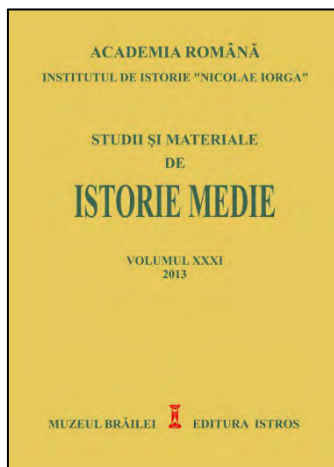 ACADEMIA ROMÂNĂ
INSTITUTUL DE ISTORIE "NICOLAE IORGA"
STUDII ȘI MATERIALE
DE
ISTORIE MEDIE
VOLUMUL XXXI
2013
MUZEUL BRĂILEI EDITURA ISTROS